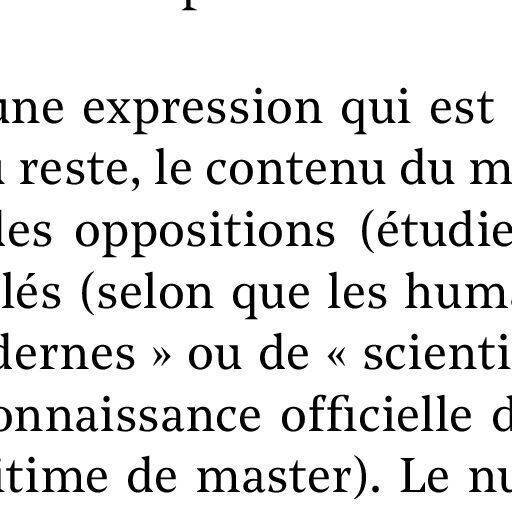 une expression qui est
reste, le contenu du m
les oppositions (étudie
lés (selon que les hum
dernes » ou de « scienti
onnaissance officielle d
itime de master). Le nu